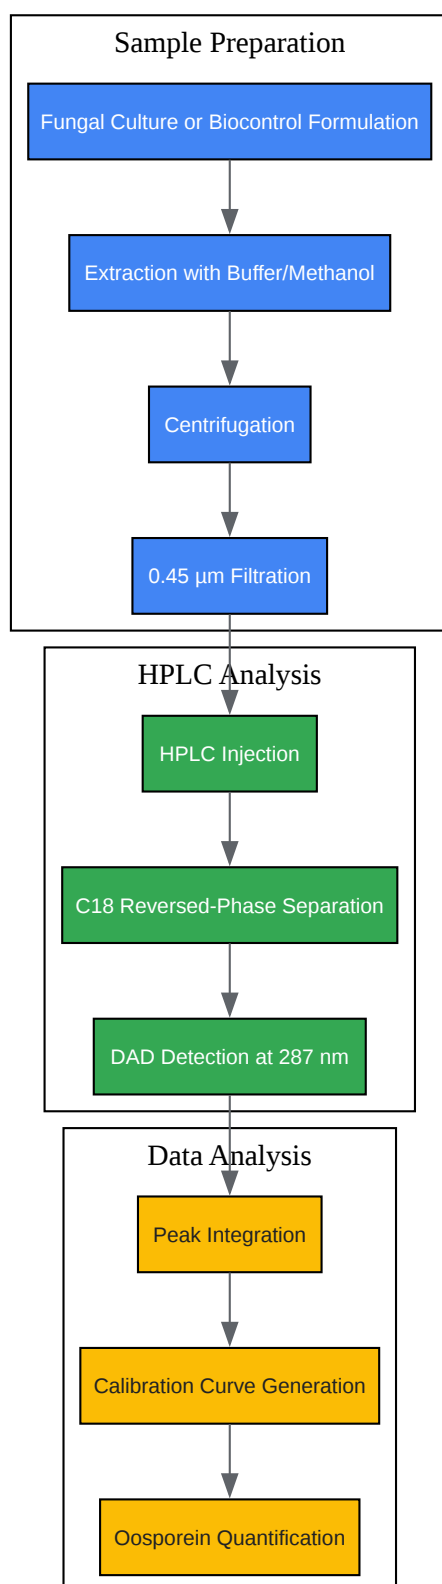 Sample Preparation
Fungal Culture or Biocontrol Formulation
Extraction with Buffer/Methanol
Centrifugation
0.45 µm Filtration
HPLC Analysis
HPLC Injection
C18 Reversed-Phase Separation
DAD Detection at 287 nm
Data Analysis
Peak Integration
Calibration Curve Generation
Oosporein Quantification